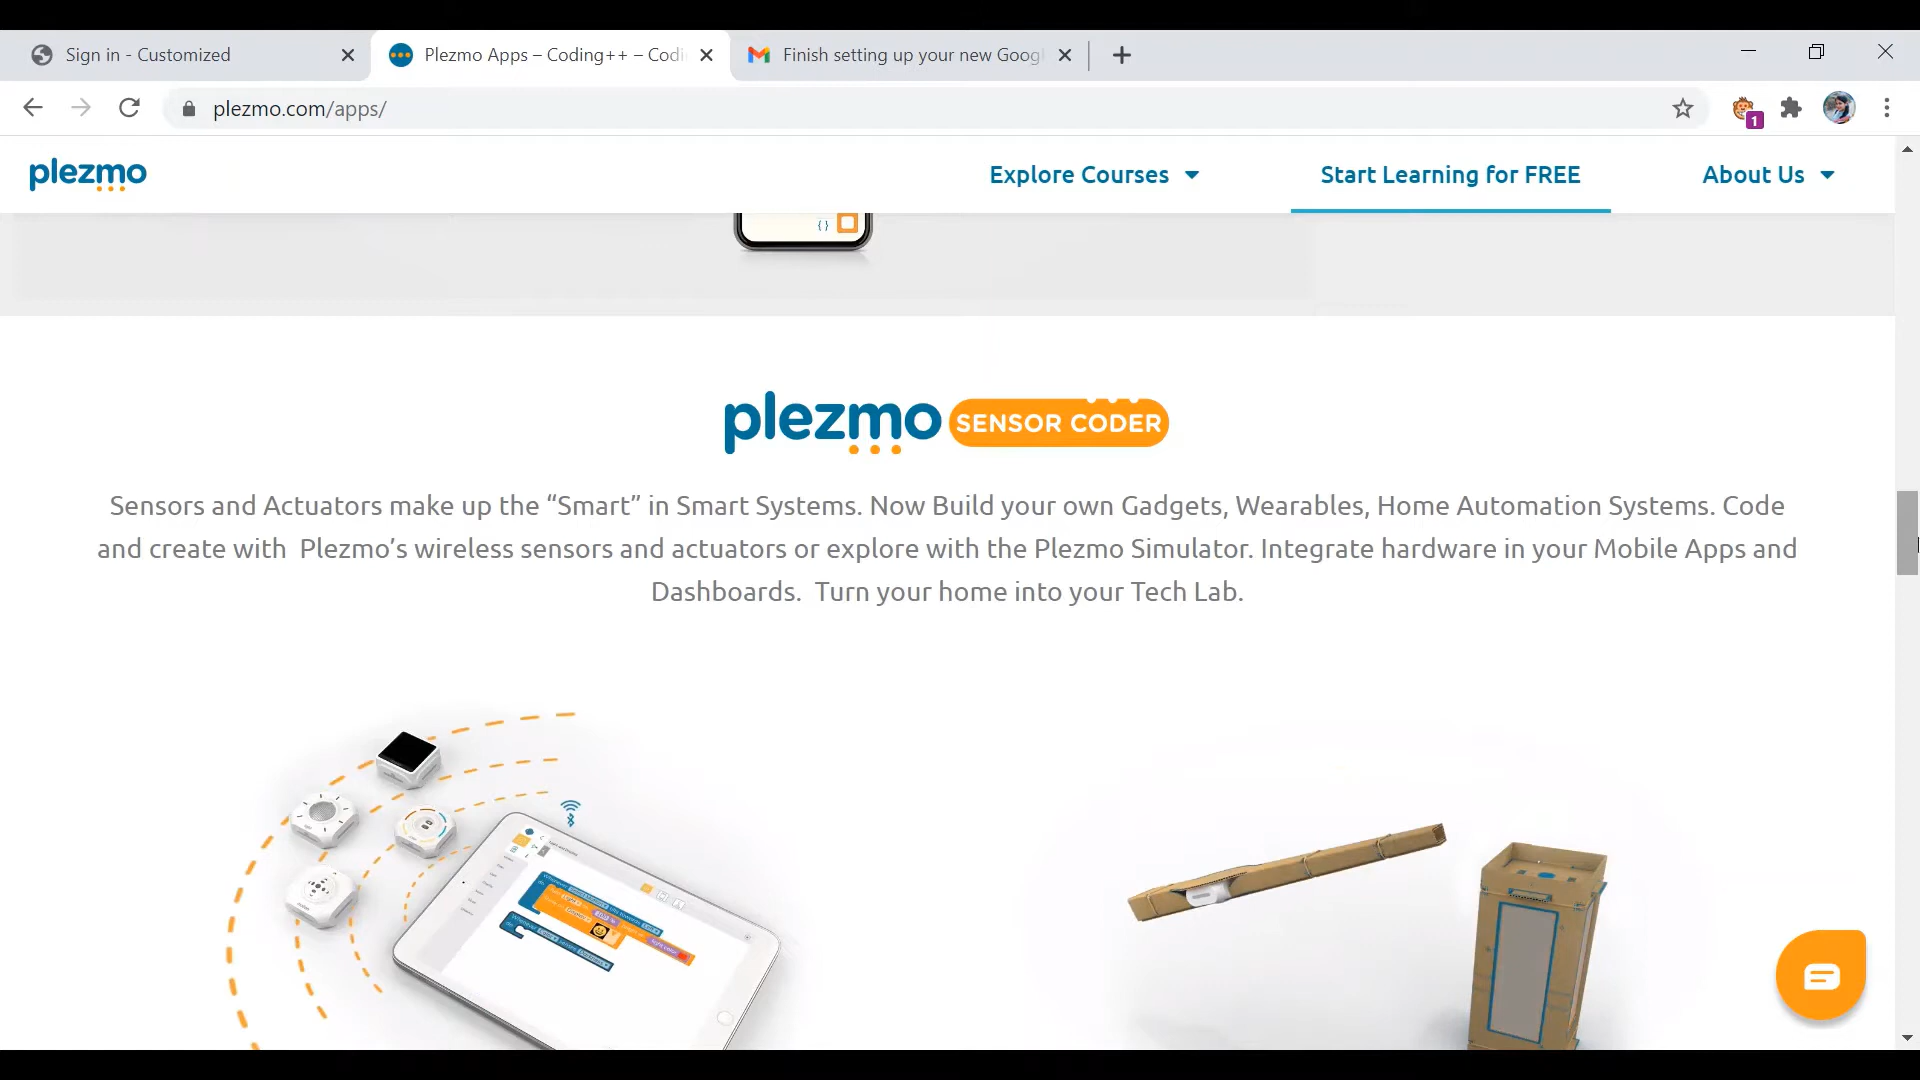 Sign in - Customized
Plezmo Apps – Coding++ – Codi
Finish setting up your new Goog
plezmo.com/apps/
1
plezmo
Explore Courses
Start Learning for FREE
About Us
{}
plezmo SENSOR CODER
Sensors and Actuators make up the “Smart” in Smart Systems. Now Build your own Gadgets, Wearables, Home Automation Systems. Code
and create with Plezmo’s wireless sensors and actuators or explore with the Plezmo Simulator. Integrate hardware in your Mobile Apps and
Dashboards. Turn your home into your Tech Lab.